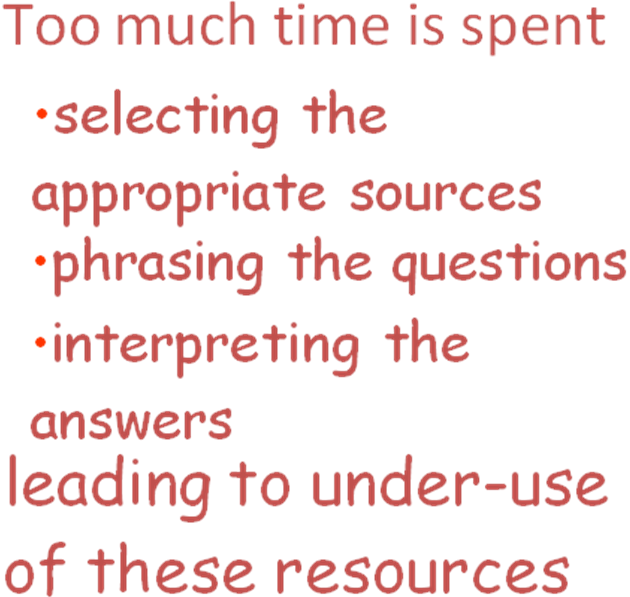 Too much time is spent
•selecting the
appropriate sources
•phrasing the questions
•interpreting the
answers
leading to under-use
of these resources